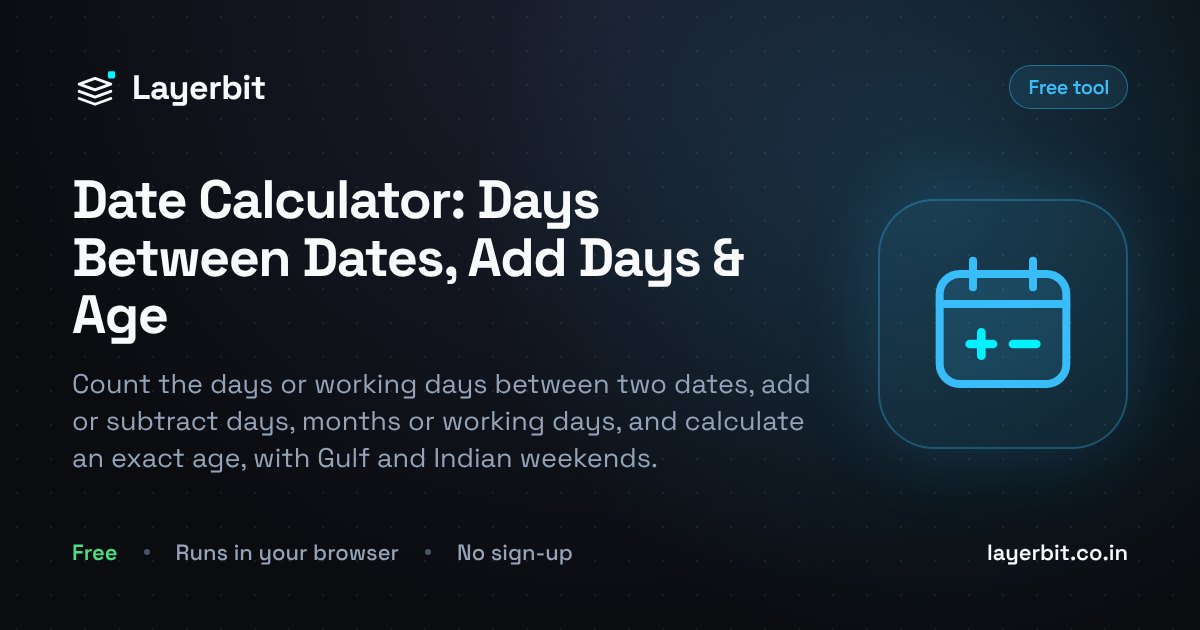 Layerbit
Free tool
Date Calculator: Days
Between Dates, Add Days &
Age
Count the days or working days between two dates, add
or subtract days, months or working days, and calculate
an exact age, with Gulf and Indian weekends.
Free • Runs in your browser • No sign-up
layerbit.co.in